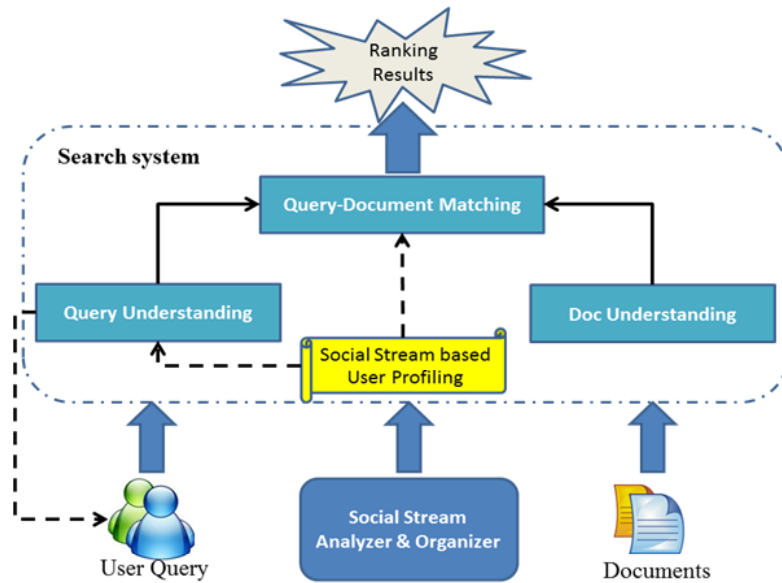 Ranking
Results
Search system
Query-Document Matching
Query Understanding
Doc Understanding
Social Stream based
User Profiling
User Query
Social Stream
Analyzer & Organizer
Documents